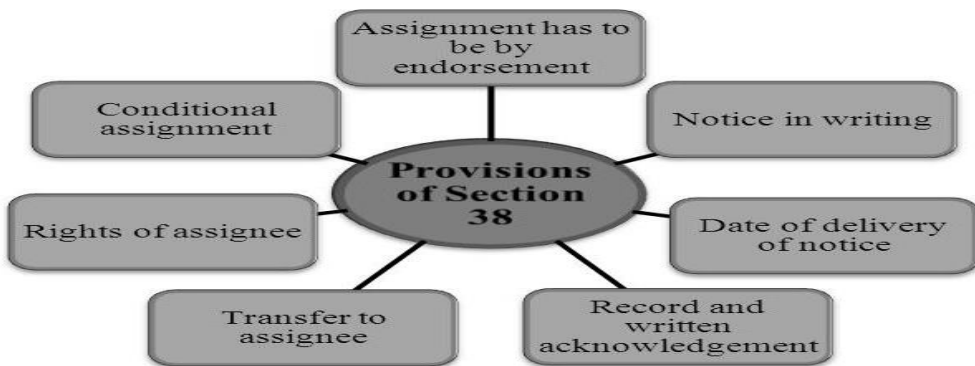 Assignment has to
be by
endorsement
Conditional
assignment
Notice in writing
Provisions
of Section
38
Rights of assignee
Date of delivery
of notice
Transfer to
assignee
Record and
written
acknowledgement